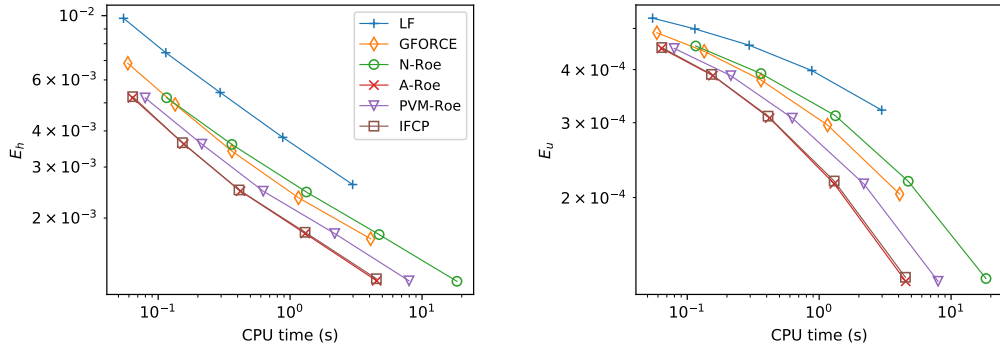 10⁻²
6 × 10⁻³
4 × 10⁻³
3 × 10⁻³
2 × 10⁻³
E_h
10⁻¹
10⁰
10¹
CPU time (s)
LF
GFORCE
N-Roe
A-Roe
PVM-Roe
IFCP
4 × 10⁻⁴
3 × 10⁻⁴
2 × 10⁻⁴
E_u
10⁻¹
10⁰
10¹
CPU time (s)